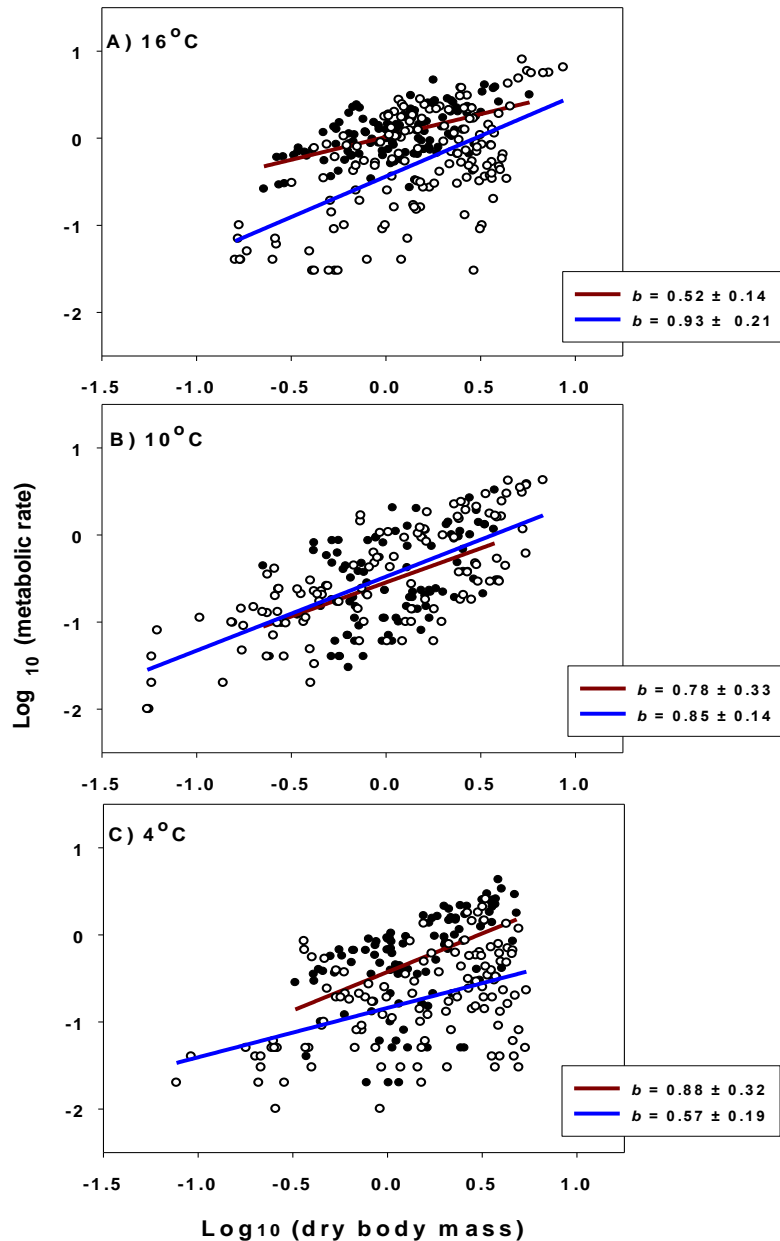 A) 16°C
1
0
-1
-2
b = 0.52 ± 0.14
b = 0.93 ± 0.21
-1.5 -1.0 -0.5 0.0 0.5 1.0
B) 10°C
1
0
-1
-2
b = 0.78 ± 0.33
b = 0.85 ± 0.14
-1.5 -1.0 -0.5 0.0 0.5 1.0
Log 10 (metabolic rate)
C) 4°C
1
0
-1
-2
b = 0.88 ± 0.32
b = 0.57 ± 0.19
-1.5 -1.0 -0.5 0.0 0.5 1.0
Log10 (dry body mass)